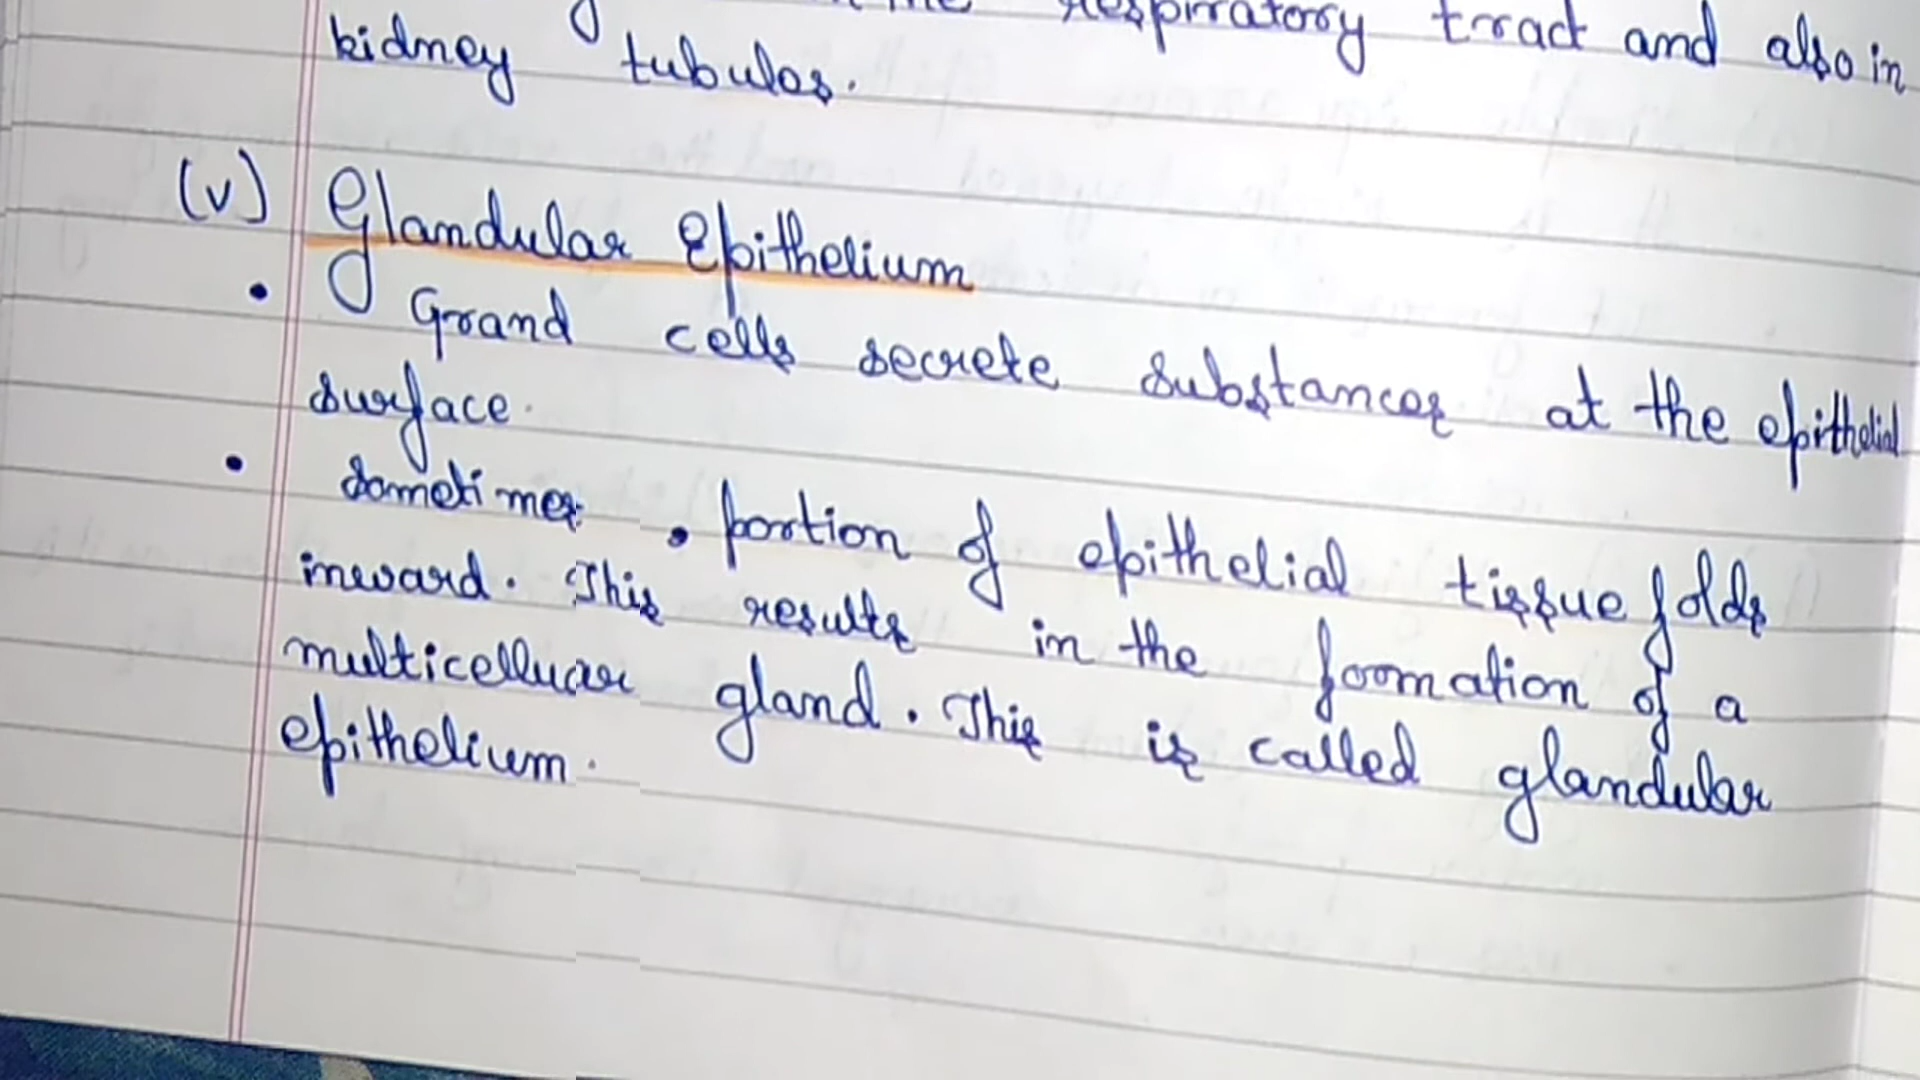 respiratory tract and also in
kidney tubules.
(v) Glandular Epithelium
• Grand cells secrete substances at the epithelial
surface.
• Sometimes • portion of epithelial tissue folds
inward. This results in the formation of a
multicelluar gland. This is called glandular
epithelium.